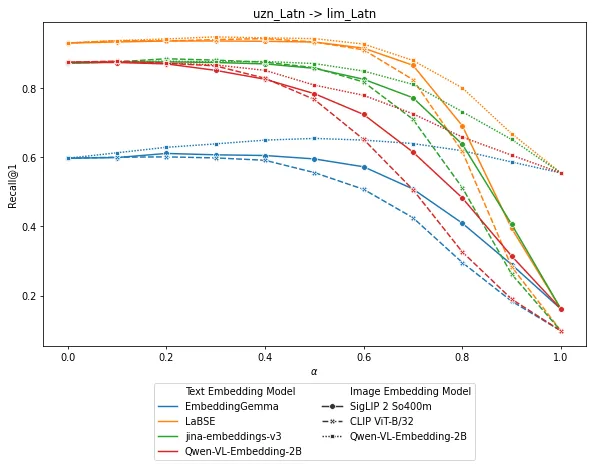 uzn_Latn -> lim_Latn
Recall@1
0.8
0.6
0.4
0.2
0.0 0.2 0.4 0.6 0.8 1.0
α
Text Embedding Model Image Embedding Model
EmbeddingGemma SigLIP 2 So400m
LaBSE CLIP ViT-B/32
jina-embeddings-v3 Qwen-VL-Embedding-2B
Qwen-VL-Embedding-2B